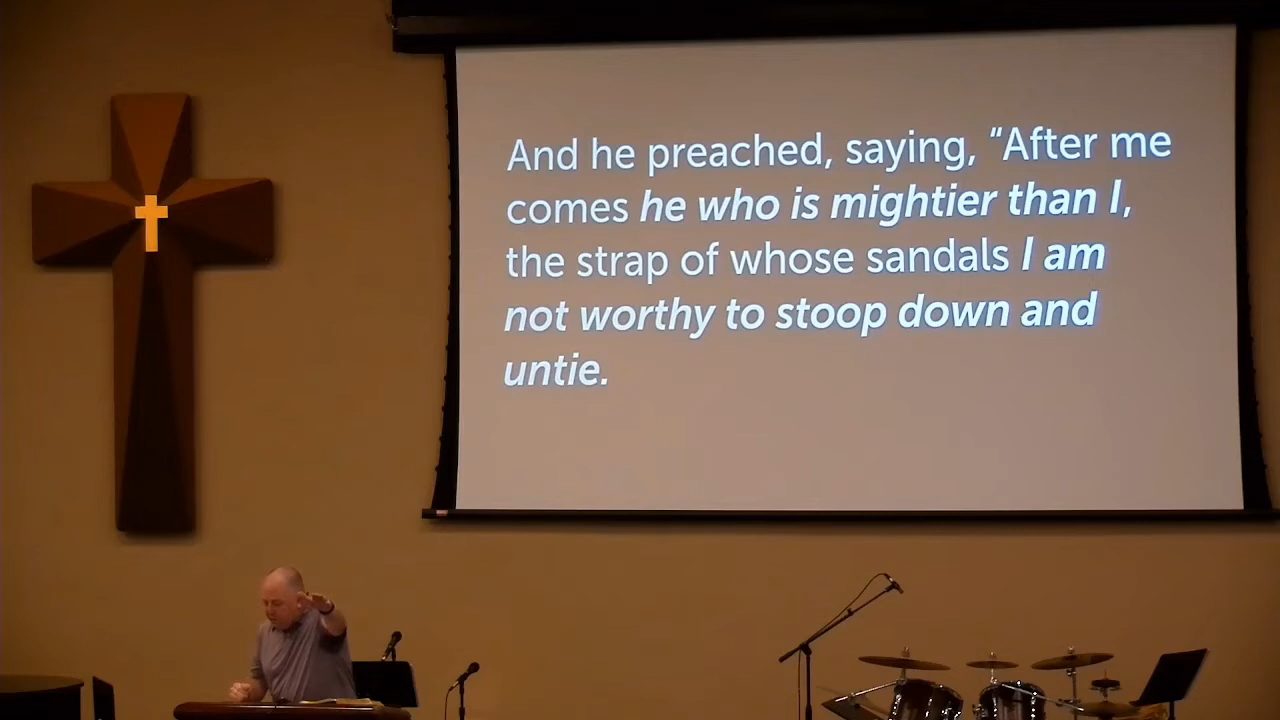 And he preached, saying, “After me
comes he who is mightier than I,
the strap of whose sandals I am
not worthy to stoop down and
untie.